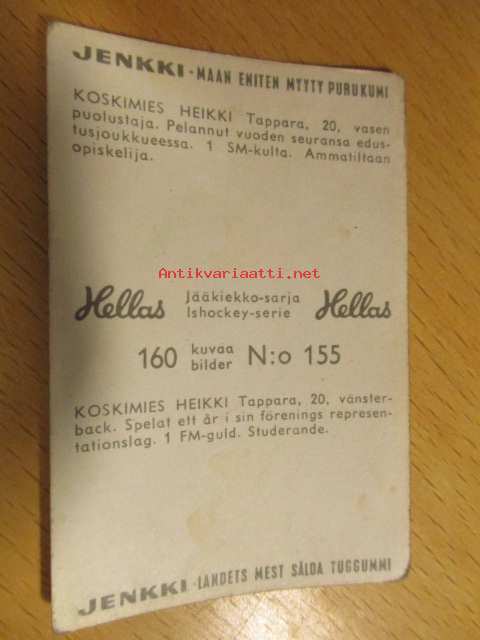 JENKKI - MAAN ENITEN MYYTY PURUKUMI
KOSKIMIES HEIKKI Tappara, 20, vasen
puolustaja. Pelannut vuoden seuransa edus-
tusjoukkueessa. 1 SM-kulta. Ammatiltaan
opiskelija.
Antikvariaatti.net
Hellas Jääkiekko-sarja Hellas
Ishockey-serie
160 kuvaa N:o 155
bilder
KOSKIMIES HEIKKI Tappara, 20, vänster-
back. Spelat ett år i sin förenings represen-
tationslag. 1 FM-guld. Studerande.
JENKKI - LANDETS MEST SÅLDA TUGGUMMI